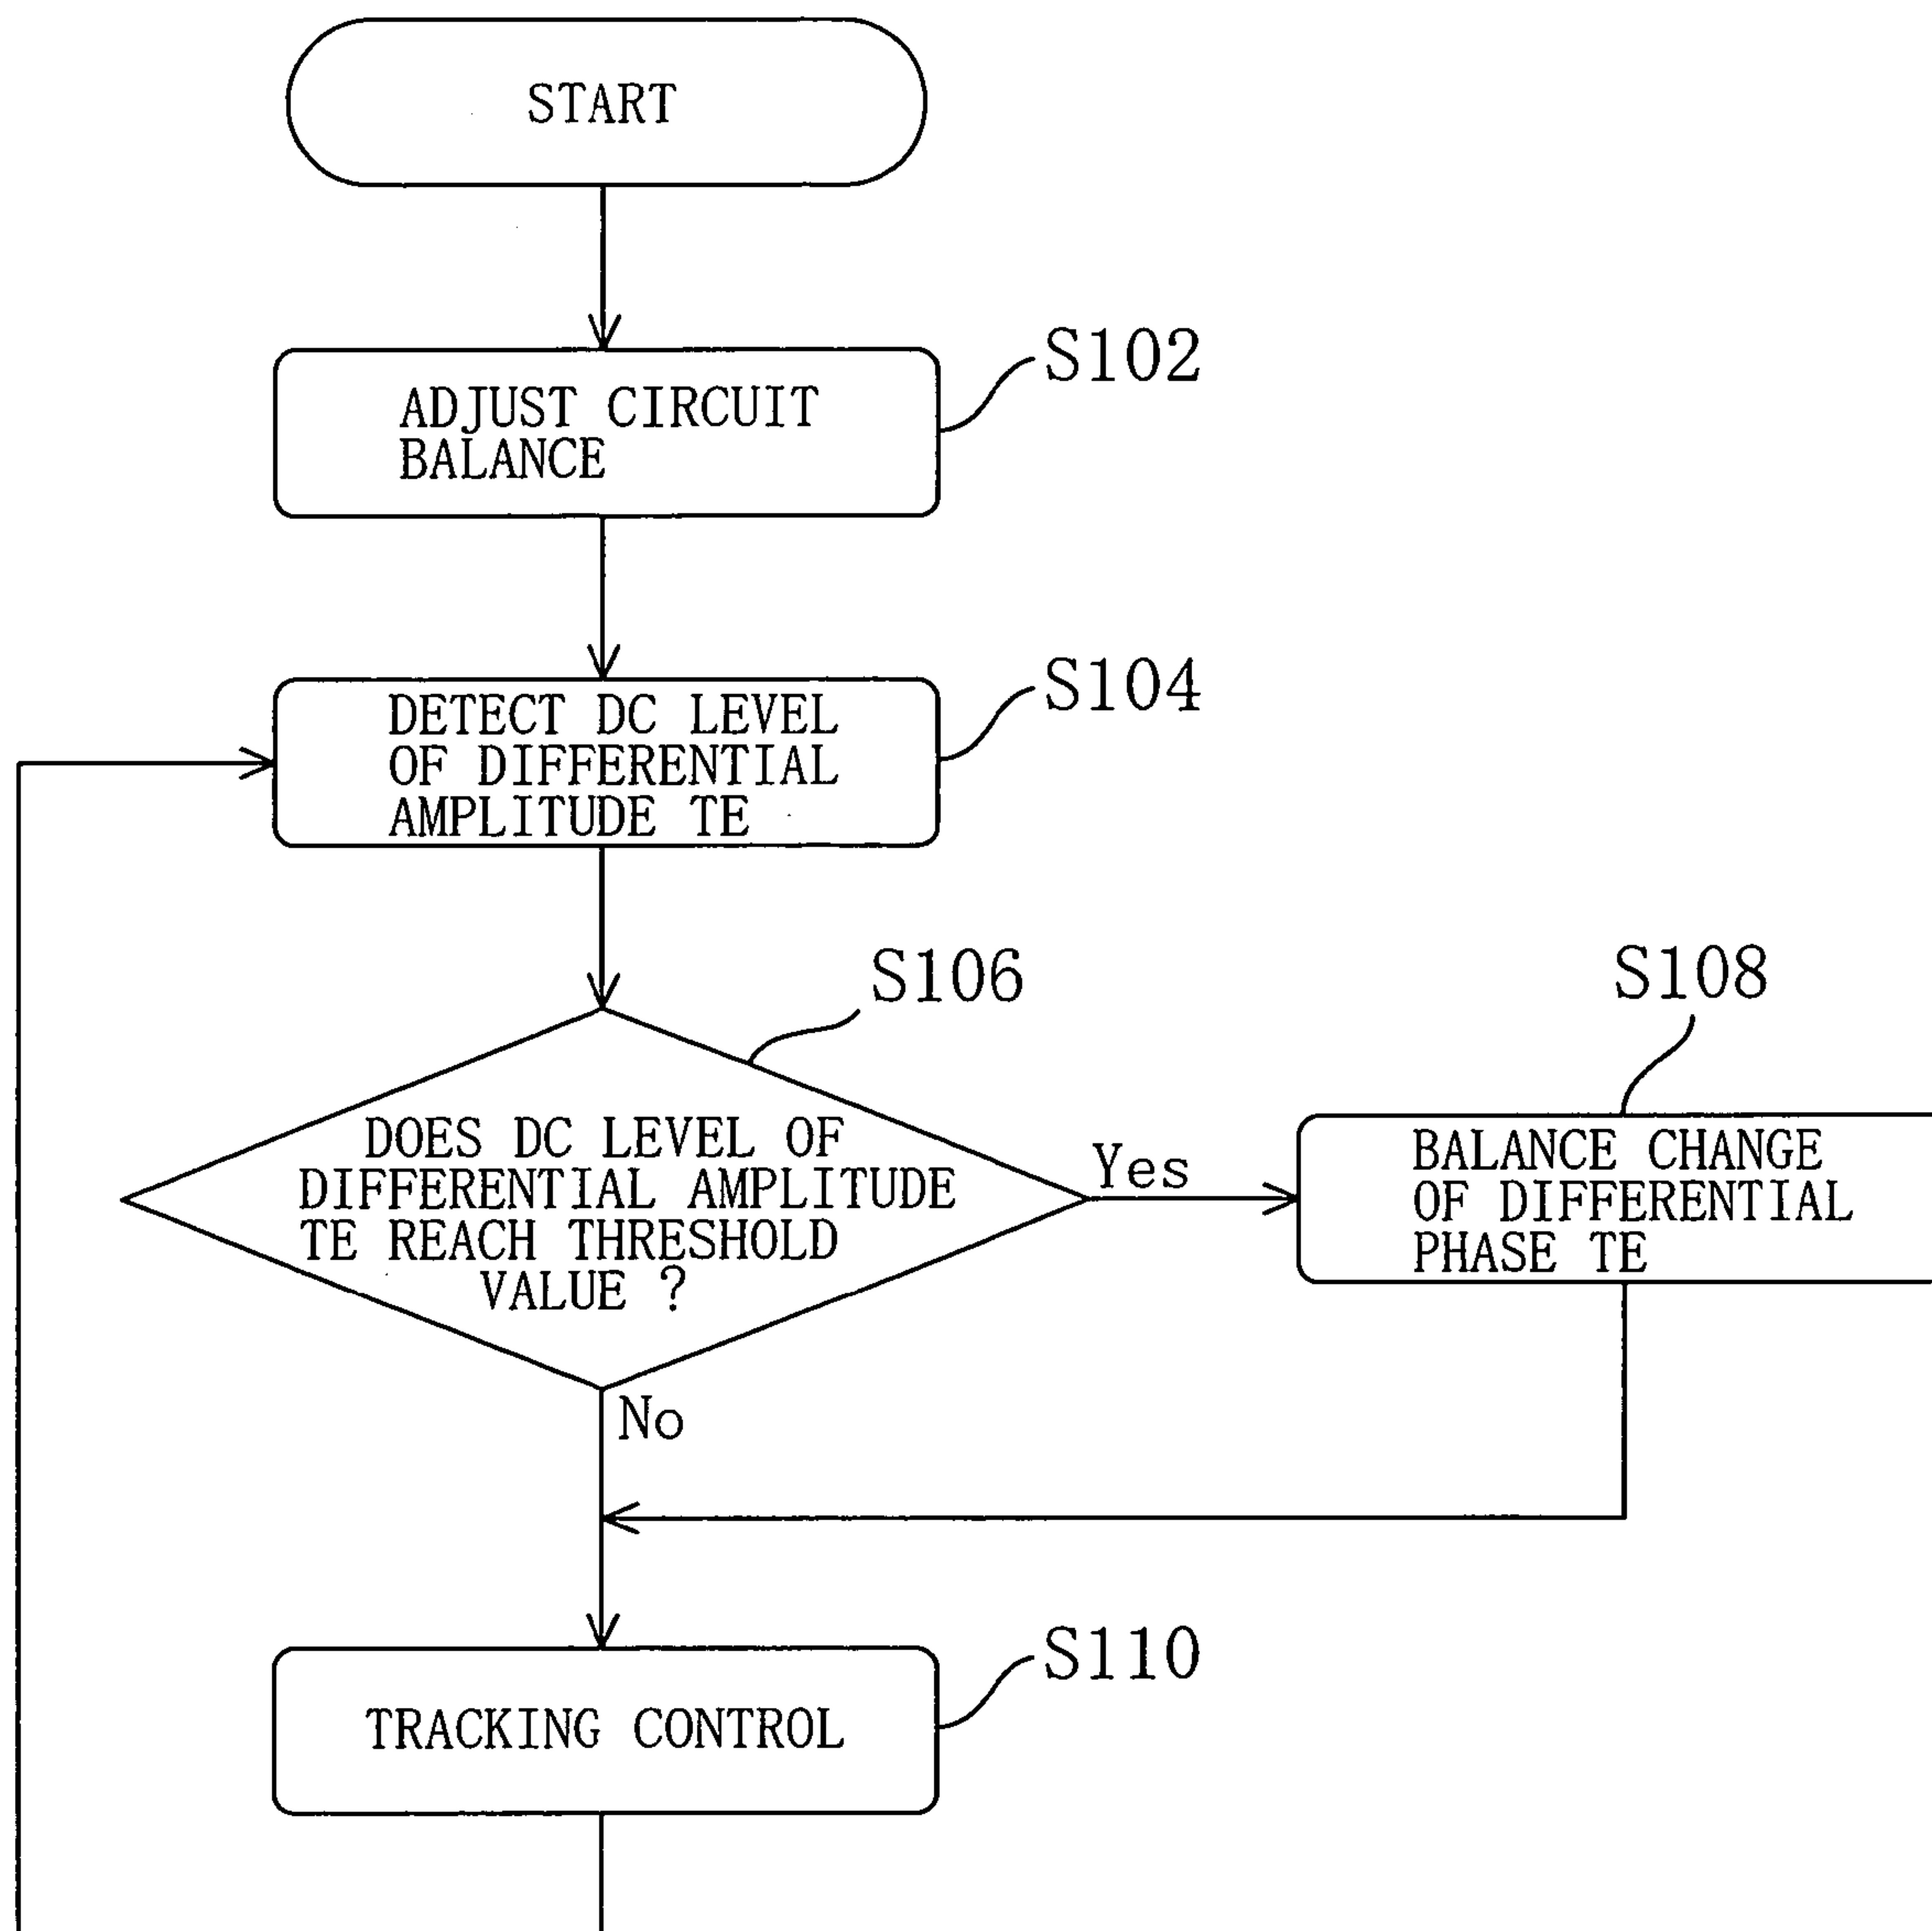 START
S102
ADJUST CIRCUIT
BALANCE
S104
DETECT DC LEVEL
OF DIFFERENTIAL
AMPLITUDE TE
S106
DOES DC LEVEL OF
DIFFERENTIAL AMPLITUDE
TE REACH THRESHOLD
VALUE ?
Yes
S108
BALANCE CHANGE
OF DIFFERENTIAL
PHASE TE
No
S110
TRACKING CONTROL